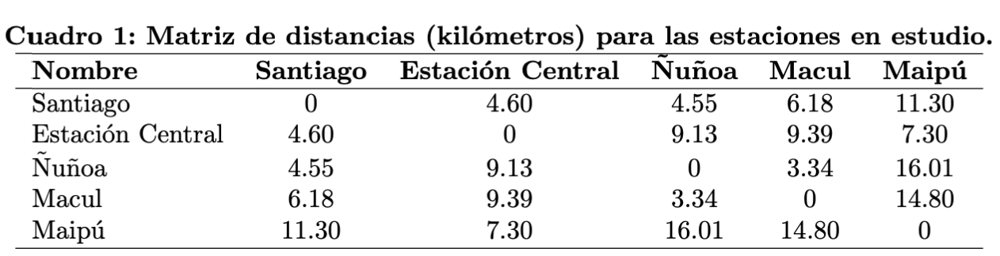 Cuadro 1: Matriz de distancias (kilómetros) para las estaciones en estudio.
Nombre Santiago Estación Central Ñuñoa Macul Maipú
Santiago 0 4.60 4.55 6.18 11.30
Estación Central 4.60 0 9.13 9.39 7.30
Ñuñoa 4.55 9.13 0 3.34 16.01
Macul 6.18 9.39 3.34 0 14.80
Maipú 11.30 7.30 16.01 14.80 0